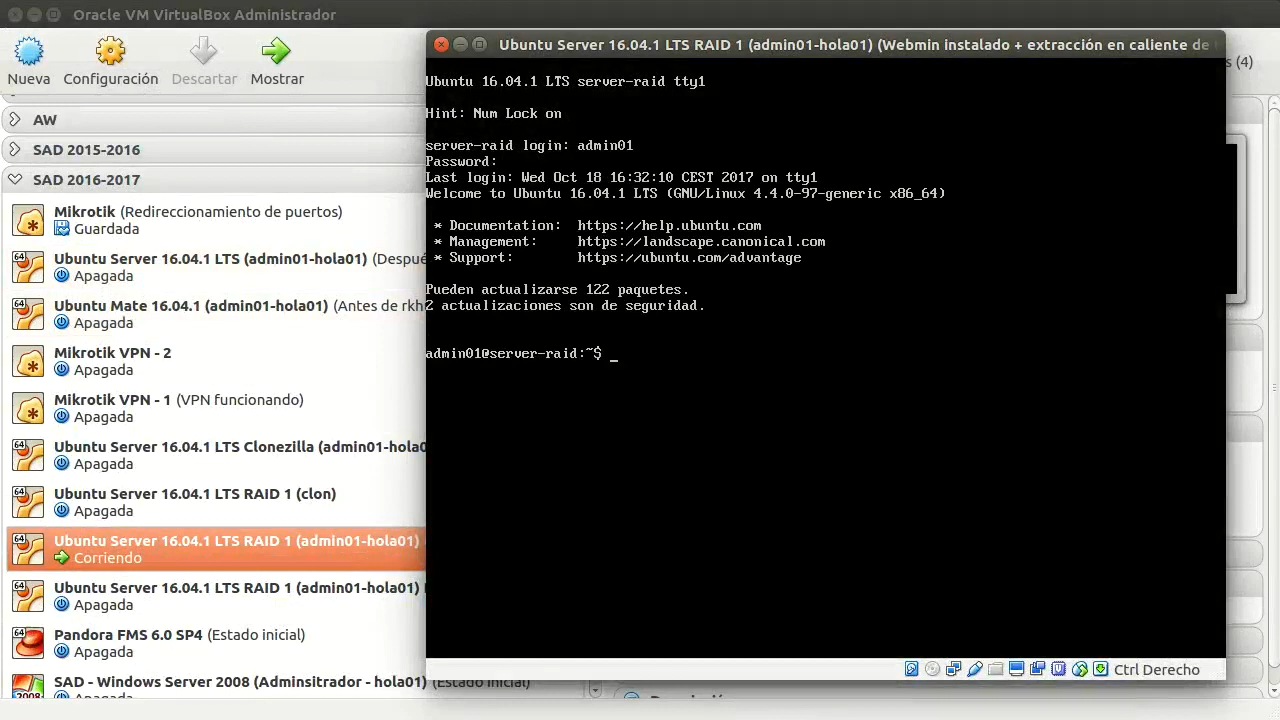 Oracle VM VirtualBox Administrador
Nueva
Configuración
Descartar
Mostrar
(4)
AW
SAD 2015-2016
SAD 2016-2017
Mikrotik (Redireccionamiento de puertos)
Guardada
Ubuntu Server 16.04.1 LTS (admin01-hola01) (Despué
Apagada
Ubuntu Mate 16.04.1 (admin01-hola01) (Antes de rkh
Apagada
Mikrotik VPN - 2
Apagada
Mikrotik VPN - 1 (VPN funcionando)
Apagada
Ubuntu Server 16.04.1 LTS Clonezilla (admin01-hola0
Apagada
Ubuntu Server 16.04.1 LTS RAID 1 (clon)
Apagada
Ubuntu Server 16.04.1 LTS RAID 1 (admin01-hola01)
Corriendo
Ubuntu Server 16.04.1 LTS RAID 1 (admin01-hola01)
Apagada
Pandora FMS 6.0 SP4 (Estado inicial)
Apagada
SAD - Windows Server 2008 (Adminsitrador - hola01) (Estado inicial)
Apagada
Ubuntu Server 16.04.1 LTS RAID 1 (admin01-hola01) (Webmin instalado + extracción en caliente de
Ubuntu 16.04.1 LTS server-raid tty1
Hint: Num Lock on
server-raid login: admin01
Password:
Last login: Wed Oct 18 16:32:10 CEST 2017 on tty1
Welcome to Ubuntu 16.04.1 LTS (GNU/Linux 4.4.0-97-generic x86_64)
* Documentation: https://help.ubuntu.com
* Management: https://landscape.canonical.com
* Support: https://ubuntu.com/advantage
Pueden actualizarse 122 paquetes.
2 actualizaciones son de seguridad.
admin01@server-raid:~$ _
Ctrl Derecho